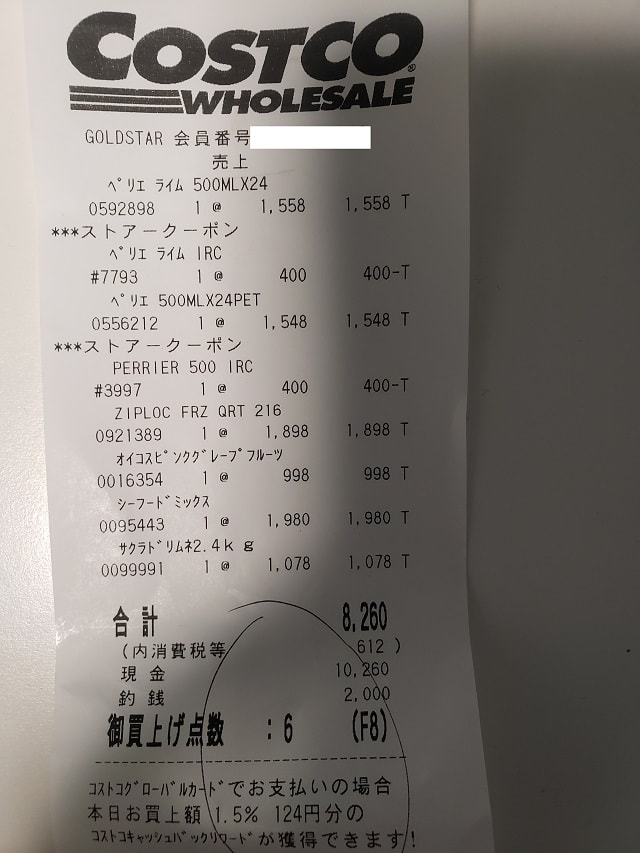 COSTCO
WHOLESALE
GOLDSTAR 会員番号
売上
ﾍﾟﾘｴ ﾗｲﾑ 500MLX24
0592898 1 @ 1,558 1,558 T
***ストアークーポン
ﾍﾟﾘｴ ﾗｲﾑ IRC
#7793 1 @ 400 400-T
ﾍﾟﾘｴ 500MLX24PET
0556212 1 @ 1,548 1,548 T
***ストアークーポン
PERRIER 500 IRC
#3997 1 @ 400 400-T
ZIPLOC FRZ QRT 216
0921389 1 @ 1,898 1,898 T
ｵｲｺｽﾋﾟﾝｸｸﾞﾚｰﾌﾟﾌﾙｰﾂ
0016354 1 @ 998 998 T
ｼｰﾌｰﾄﾞﾐｯｸｽ
0095443 1 @ 1,980 1,980 T
ｻｸﾗﾄﾞﾘﾑﾈ2.4ｋｇ
0099991 1 @ 1,078 1,078 T
合計 8,260
(内消費税等 612 )
現金 10,260
釣銭 2,000
御買上げ点数 : 6 (F8)
ｺｽﾄｺｸﾞﾛｰﾊﾞﾙｶｰﾄﾞでお支払いの場合
本日お買上額 1.5% 124円分の
ｺｽﾄｺｷｬｯｼｭﾊﾞｯｸﾘﾜｰﾄﾞが獲得できます!